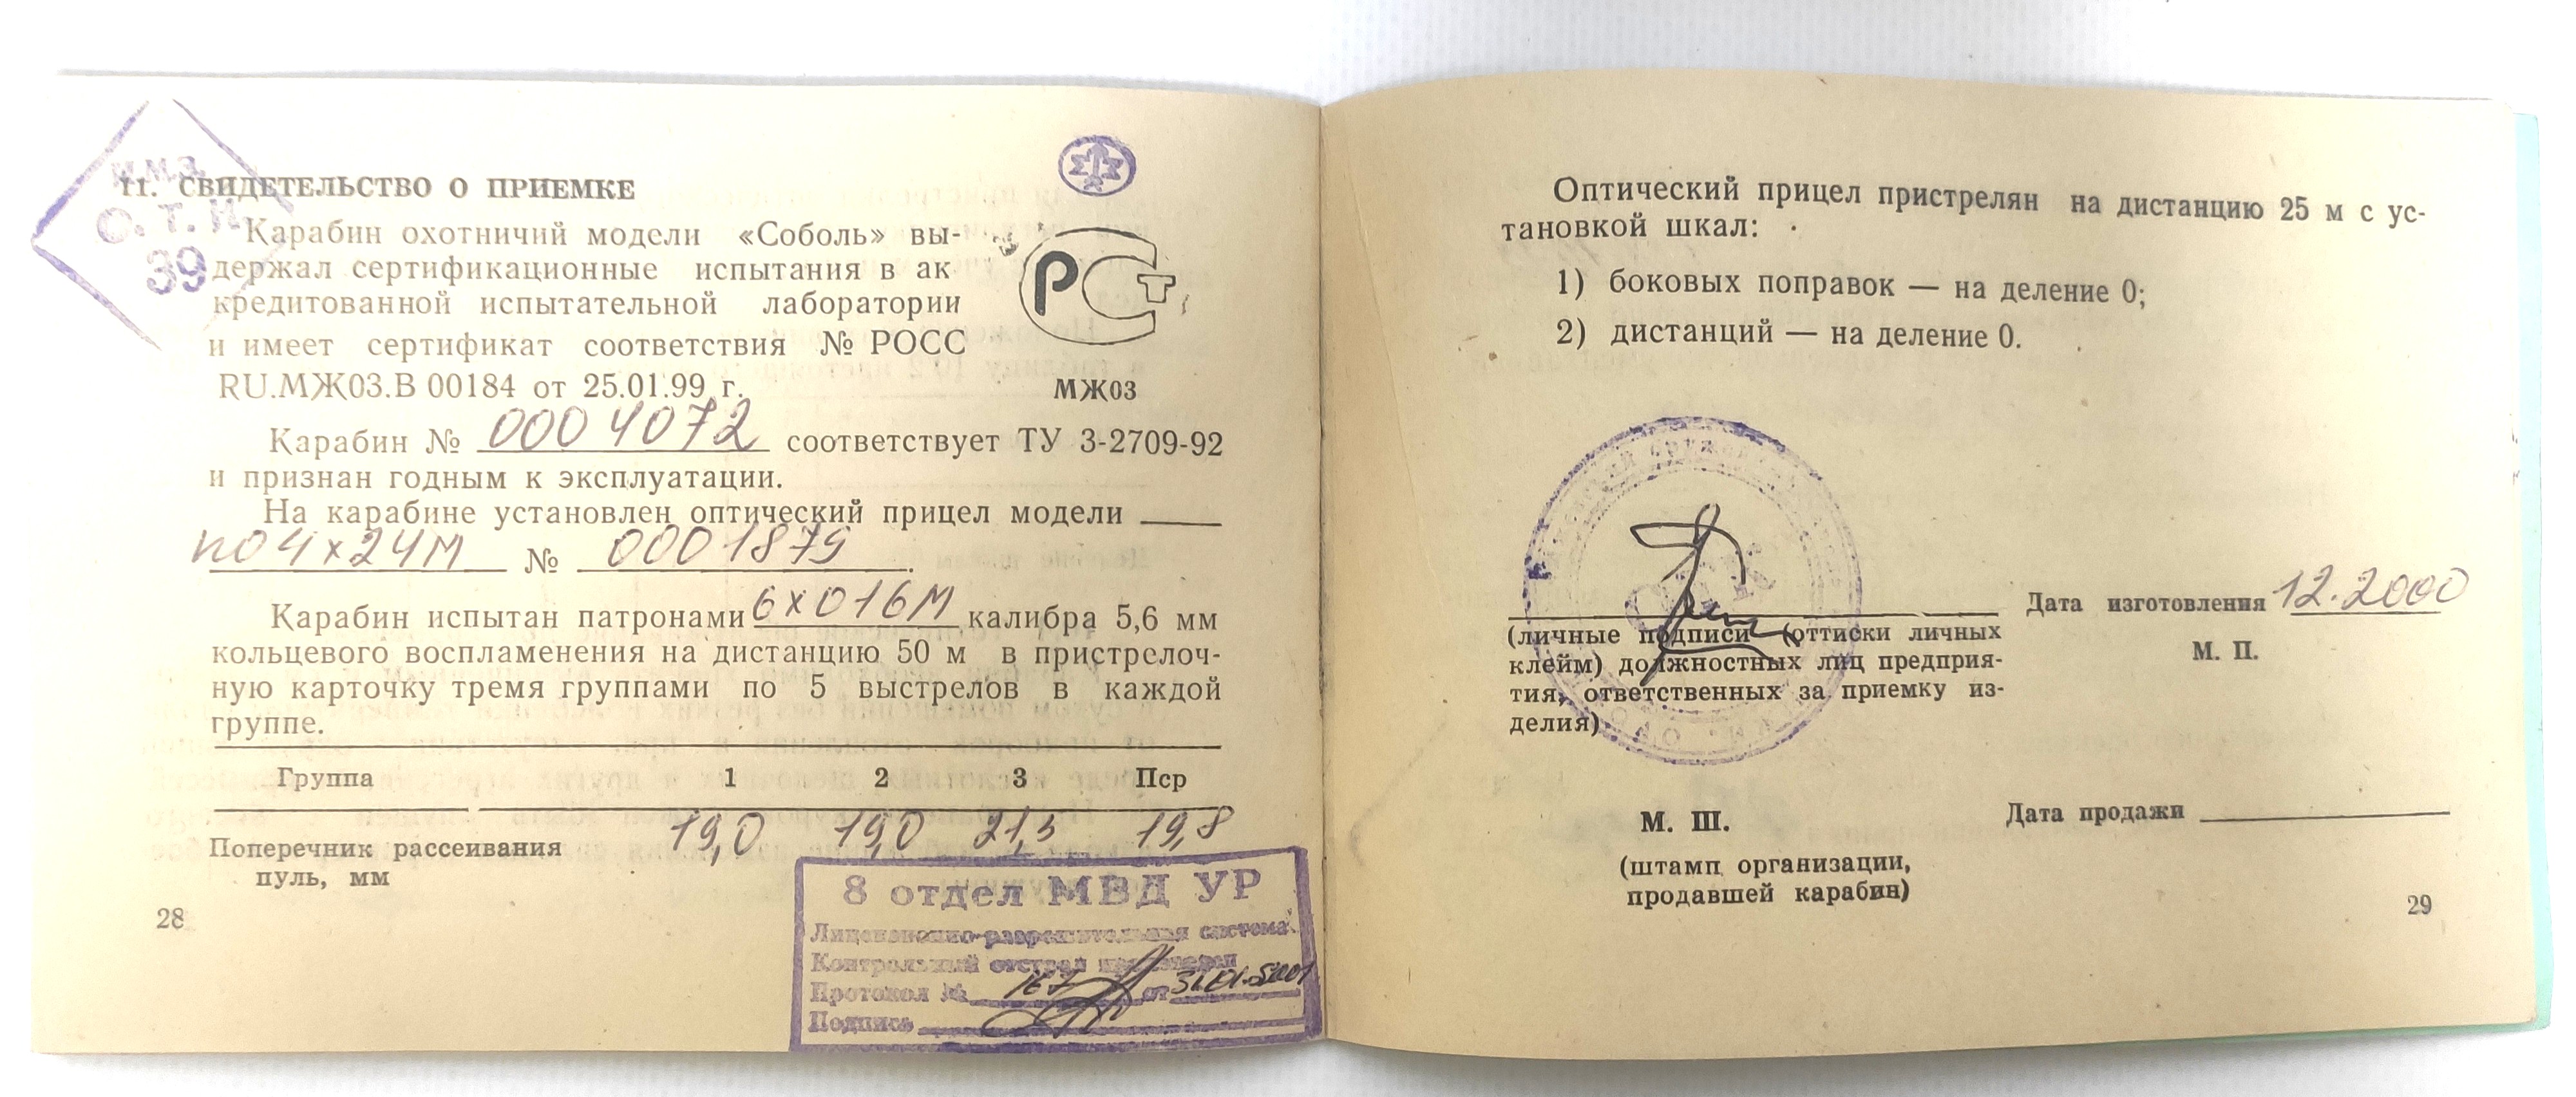 11. СВИДЕТЕЛЬСТВО О ПРИЕМКЕ
О. Т. К.
39
Карабин охотничий модели «Соболь» вы-
держал сертификационные испытания в ак
кредитованной испытательной лаборатории
и имеет сертификат соответствия № РОСС
RU.МЖ03.В 00184 от 25.01.99 г.
РСТ
МЖ03
Карабин № 0004072 соответствует ТУ 3-2709-92
и признан годным к эксплуатации.
На карабине установлен оптический прицел модели
ПО4х24М № 0001879.
Карабин испытан патронами калибра 5,6 мм
кольцевого воспламенения на дистанцию 50 м в пристрелоч-
ную карточку тремя группами по 5 выстрелов в каждой
группе.
Группа 1 2 3 Пср
Поперечник рассеивания 19,0 19,0 21,5 19,8
пуль, мм
8 отдел МВД УР
Лицензионно-разрешительная система
Контрольный отстрел произведен
Протокол № 167 от
Подпись
28
Оптический прицел пристрелян на дистанцию 25 м с ус-
тановкой шкал:
1) боковых поправок — на деление 0;
2) дистанций — на деление 0.
Дата изготовления 12.2000
(личные подписи (оттиски личных
клейм) должностных лиц предприя-
тия, ответственных за приемку из-
делия)
М. П.
М. Ш.
Дата продажи
(штамп организации,
продавшей карабин)
29